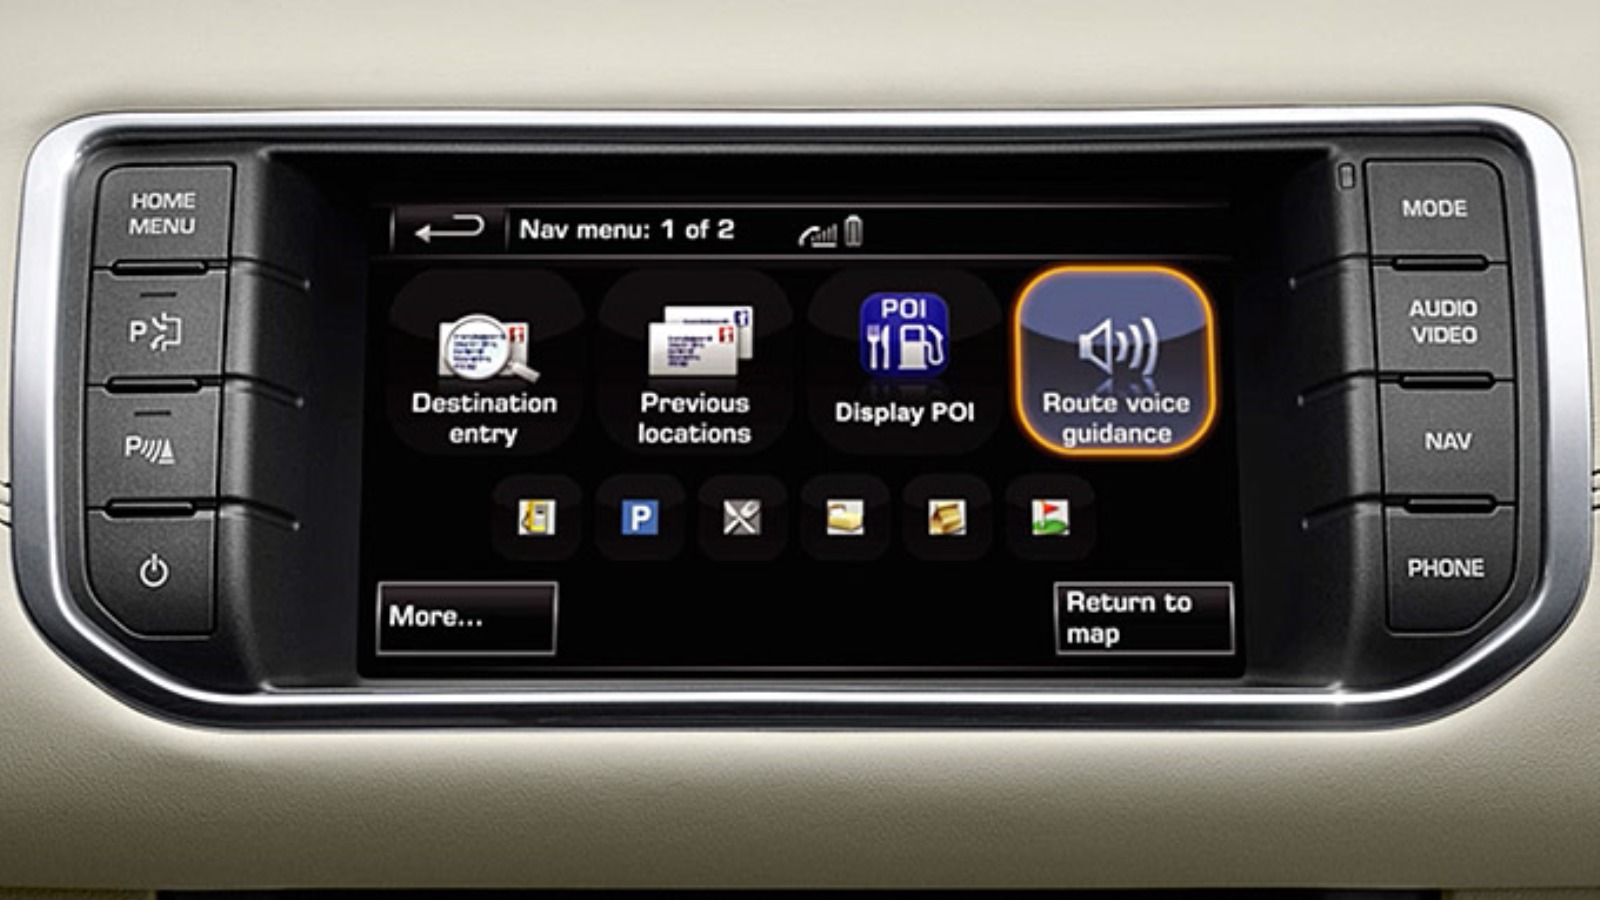 HOME
MENU
P
P
Nav menu: 1 of 2
POI
Destination
entry
Previous
locations
Display POI
Route voice
guidance
P
More...
Return to
map
MODE
AUDIO
VIDEO
NAV
PHONE